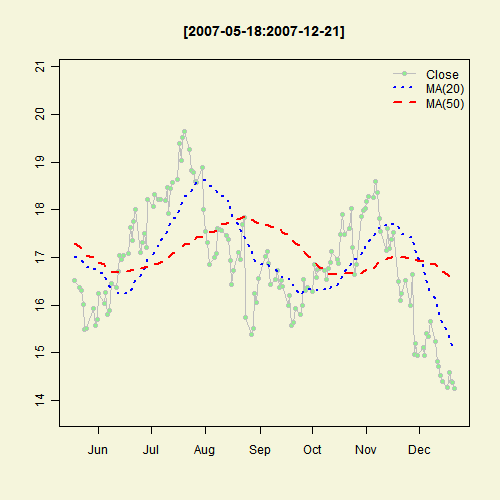 [2007-05-18:2007-12-21]
Close
MA(20)
MA(50)
21
20
19
18
17
16
15
14
Jun Jul Aug Sep Oct Nov Dec